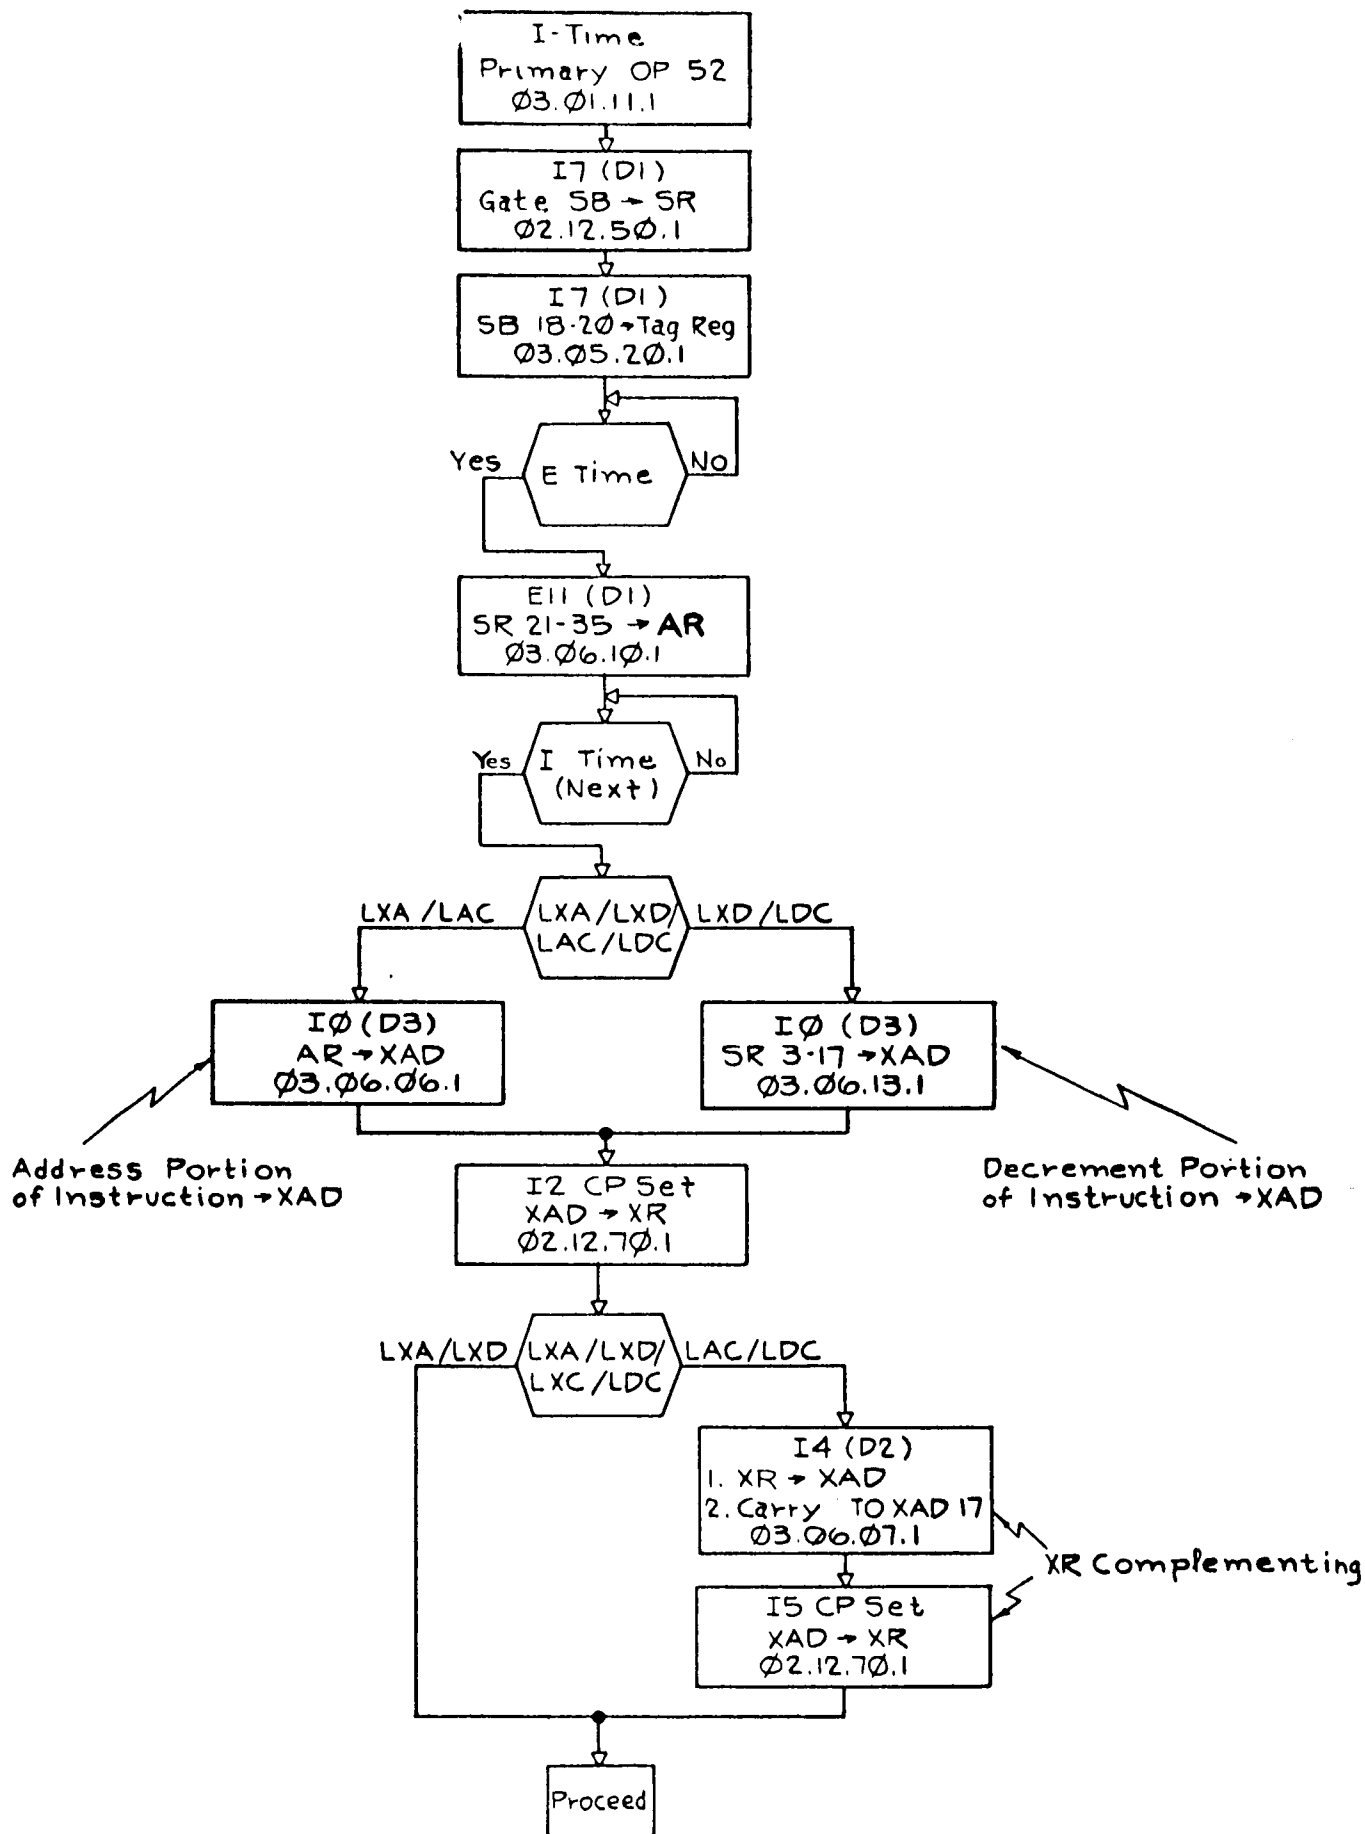 I-Time
Primary OP 52
Ø3.Ø1.11.1
I7 (D1)
Gate SB → SR
Ø2.12.5Ø.1
I7 (D1)
SB 18-2Ø → Tag Reg
Ø3.Ø5.2Ø.1
Yes
E Time
No
E11 (D1)
SR 21-35 → AR
Ø3.Ø6.1Ø.1
Yes
I Time
(Next)
No
LXA/LAC
LXA/LXD/
LAC/LDC
LXD/LDC
IØ (D3)
AR → XAD
Ø3.Ø6.Ø6.1
IØ (D3)
SR 3-17 → XAD
Ø3.Ø6.13.1
Address Portion
of Instruction → XAD
Decrement Portion
of Instruction → XAD
I2 CP Set
XAD → XR
Ø2.12.7Ø.1
LXA/LXD
LXA/LXD/
LXC/LDC
LAC/LDC
I4 (D2)
1. XR → XAD
2. Carry TO XAD 17
Ø3.Ø6.Ø7.1
XR Complementing
I5 CP Set
XAD → XR
Ø2.12.7Ø.1
Proceed